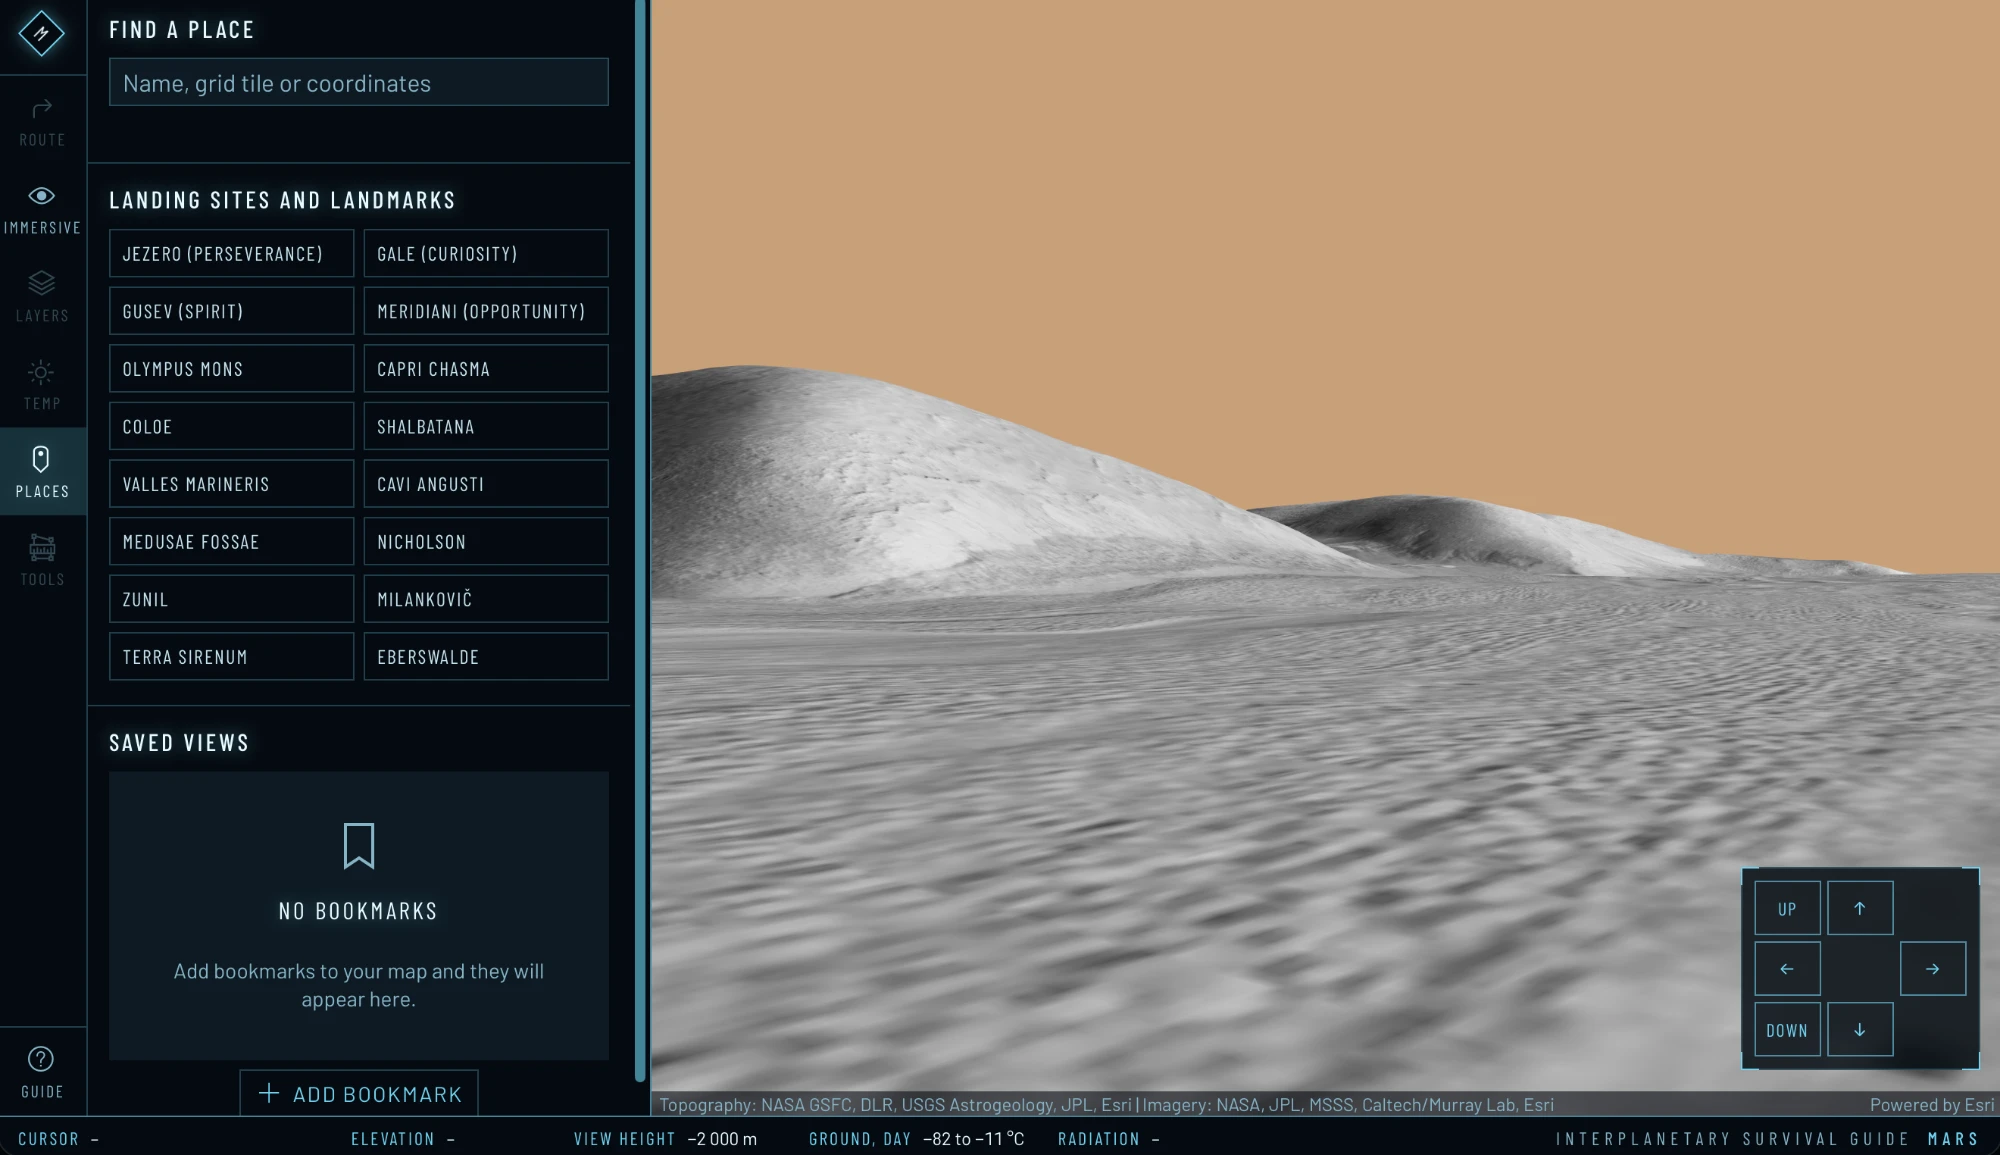 FIND A PLACE
Name, grid tile or coordinates
ROUTE
IMMERSIVE
LAYERS
TEMP
PLACES
TOOLS
GUIDE
LANDING SITES AND LANDMARKS
JEZERO (PERSEVERANCE) GALE (CURIOSITY)
GUSEV (SPIRIT) MERIDIANI (OPPORTUNITY)
OLYMPUS MONS CAPRI CHASMA
COLOE SHALBATANA
VALLES MARINERIS CAVI ANGUSTI
MEDUSAE FOSSAE NICHOLSON
ZUNIL MILANKOVIČ
TERRA SIRENUM EBERSWALDE
SAVED VIEWS
NO BOOKMARKS
Add bookmarks to your map and they will
appear here.
+ ADD BOOKMARK
UP ↑
← →
DOWN ↓
Topography: NASA GSFC, DLR, USGS Astrogeology, JPL, Esri | Imagery: NASA, JPL, MSSS, Caltech/Murray Lab, Esri Powered by Esri
CURSOR – ELEVATION – VIEW HEIGHT −2 000 m GROUND, DAY −82 to −11 °C RADIATION – INTERPLANETARY SURVIVAL GUIDE MARS